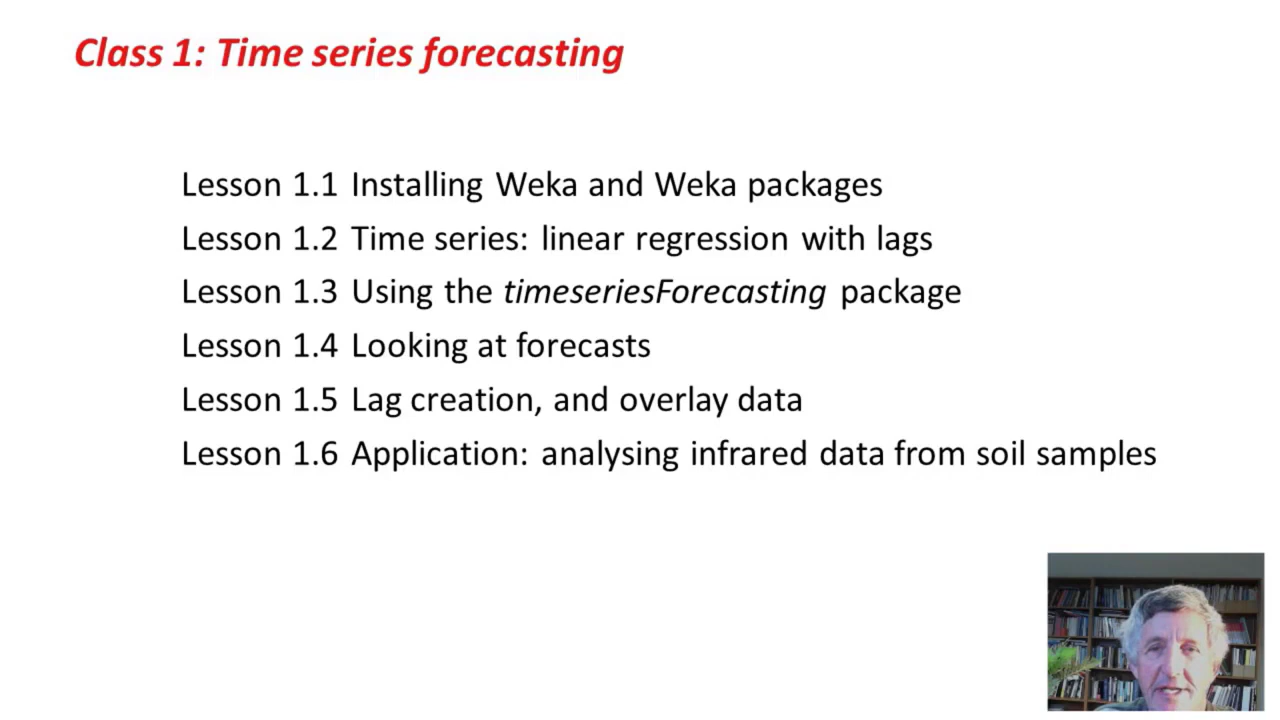 Class 1: Time series forecasting
Lesson 1.1 Installing Weka and Weka packages
Lesson 1.2 Time series: linear regression with lags
Lesson 1.3 Using the timeseriesForecasting package
Lesson 1.4 Looking at forecasts
Lesson 1.5 Lag creation, and overlay data
Lesson 1.6 Application: analysing infrared data from soil samples